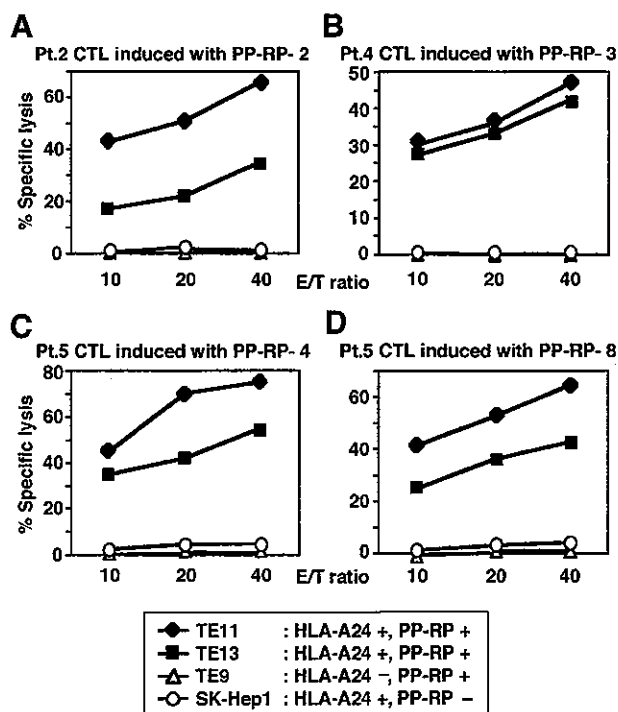 A
Pt.2 CTL induced with PP-RP- 2
% Specific lysis
60
40
20
0
10 20 40 E/T ratio
B
Pt.4 CTL induced with PP-RP- 3
50
40
30
20
10
0
10 20 40
C
Pt.5 CTL induced with PP-RP- 4
% Specific lysis
80
60
40
20
0
10 20 40 E/T ratio
D
Pt.5 CTL induced with PP-RP- 8
60
40
20
0
10 20 40
TE11 : HLA-A24 +, PP-RP +
TE13 : HLA-A24 +, PP-RP +
TE9 : HLA-A24 −, PP-RP +
SK-Hep1 : HLA-A24 +, PP-RP −